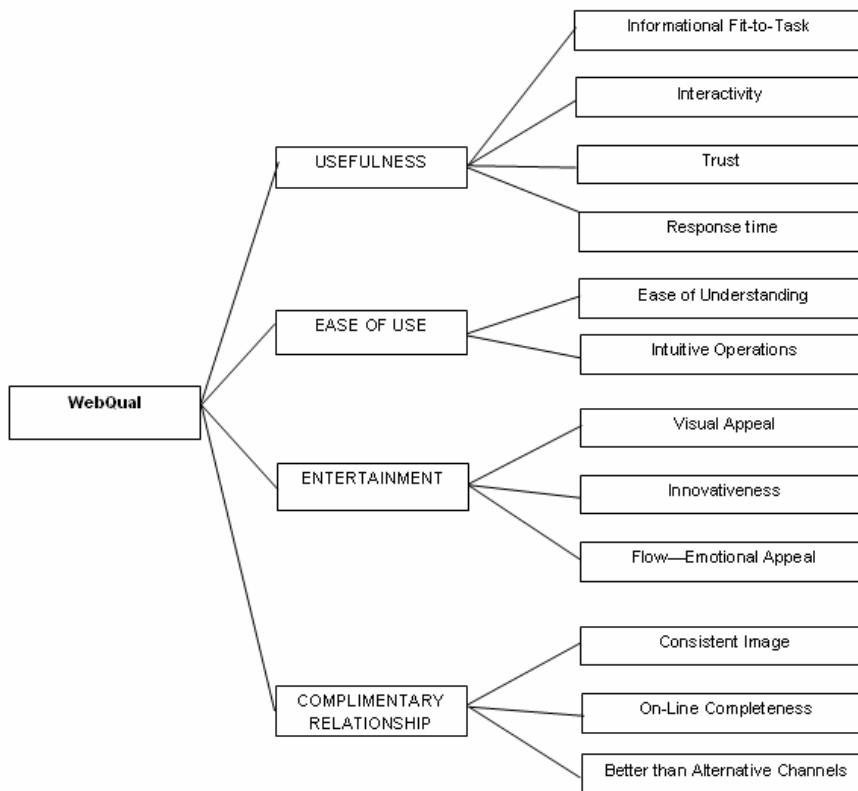 Informational Fit-to-Task
Interactivity
USEFULNESS
Trust
Response time
Ease of Understanding
EASE OF USE
Intuitive Operations
WebQual
Visual Appeal
ENTERTAINMENT
Innovativeness
Flow—Emotional Appeal
Consistent Image
COMPLIMENTARY
RELATIONSHIP
On-Line Completeness
Better than Alternative Channels